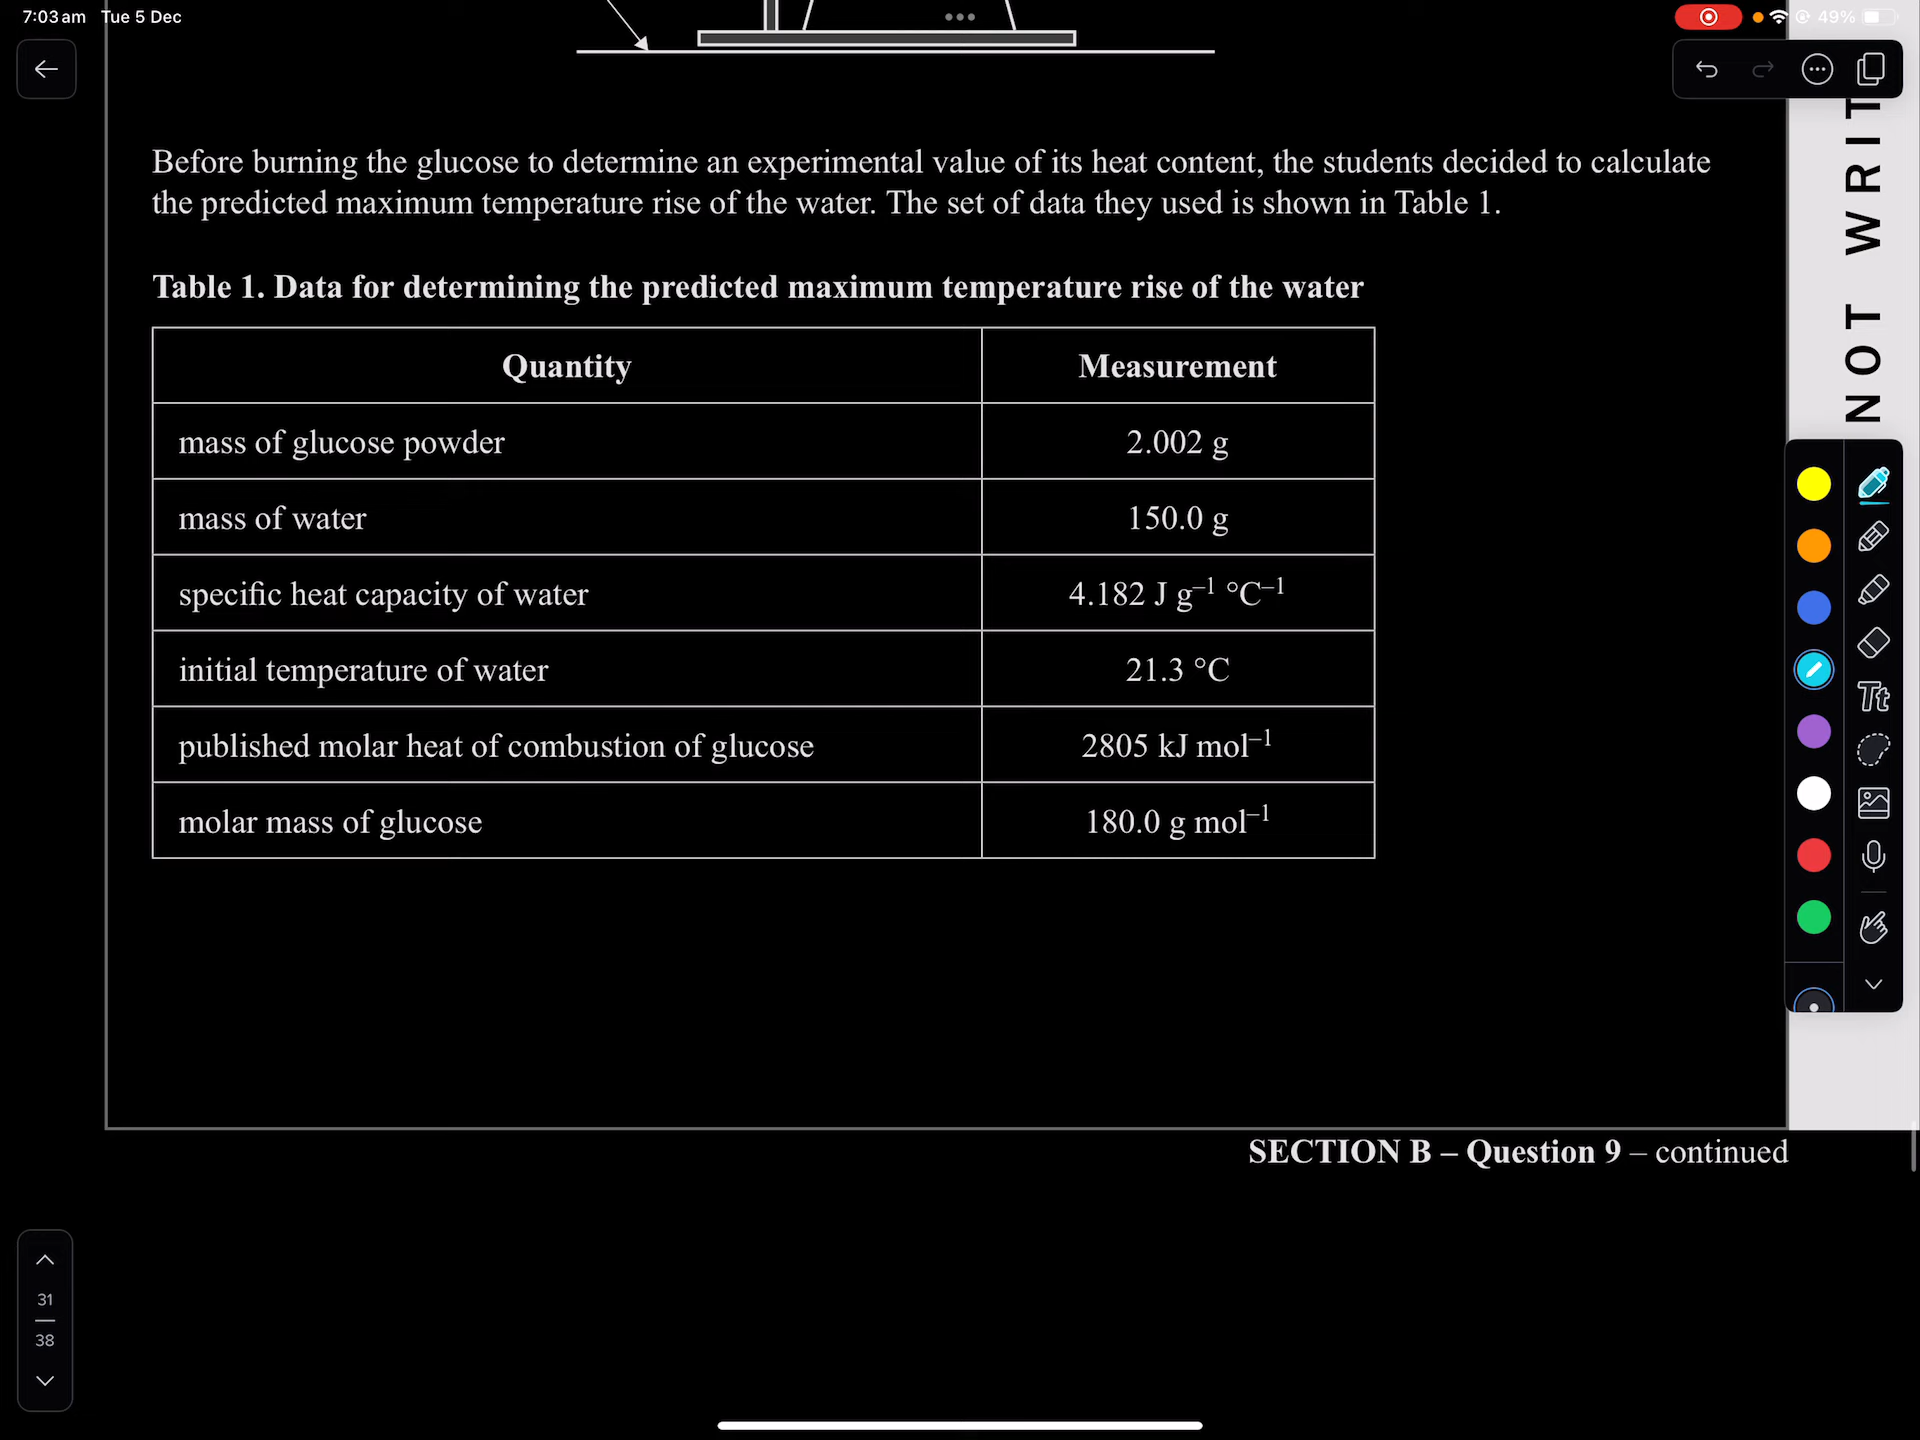 7:03 am Tue 5 Dec
49%
Before burning the glucose to determine an experimental value of its heat content, the students decided to calculate
the predicted maximum temperature rise of the water. The set of data they used is shown in Table 1.
Table 1. Data for determining the predicted maximum temperature rise of the water
Quantity Measurement
mass of glucose powder 2.002 g
mass of water 150.0 g
specific heat capacity of water 4.182 J g⁻¹ °C⁻¹
initial temperature of water 21.3 °C
published molar heat of combustion of glucose 2805 kJ mol⁻¹
molar mass of glucose 180.0 g mol⁻¹
SECTION B – Question 9 – continued
NOT WRIT
Tt
31
38